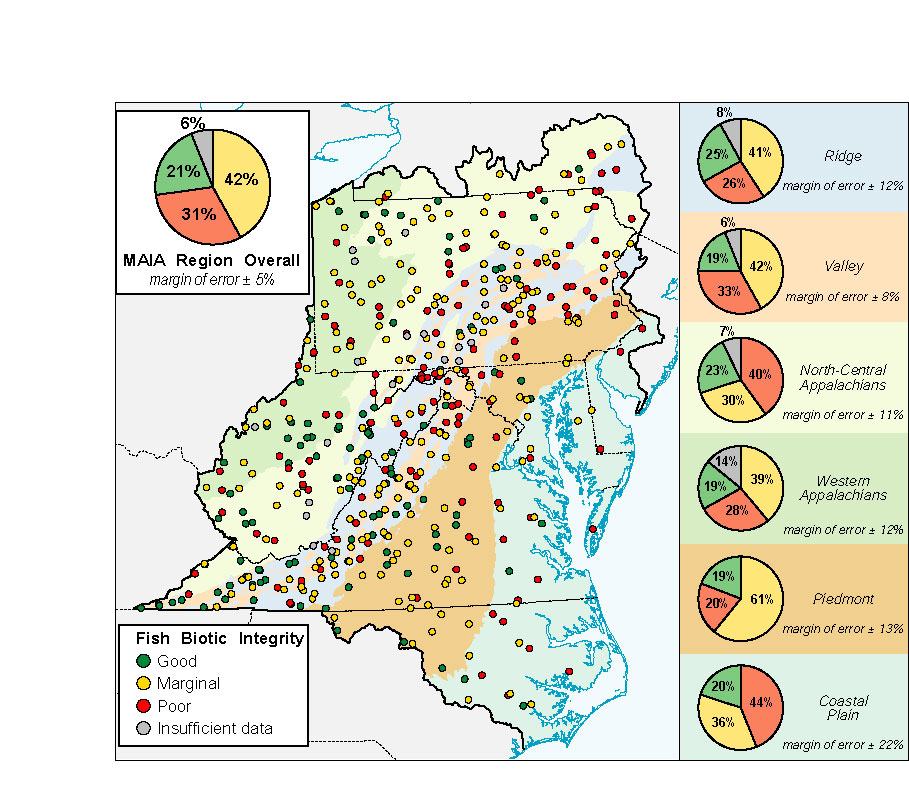 6%
21%
42%
31%
MAIA Region Overall
margin of error ± 5%
Fish Biotic Integrity
Good
Marginal
Poor
Insufficient data
8%
25%
41%
26%
Ridge
margin of error ± 12%
6%
19%
42%
33%
Valley
margin of error ± 8%
7%
23%
40%
30%
North-Central
Appalachians
margin of error ± 11%
14%
39%
19%
28%
Western
Appalachians
margin of error ± 12%
19%
61%
20%
Piedmont
margin of error ± 13%
20%
44%
36%
Coastal
Plain
margin of error ± 22%